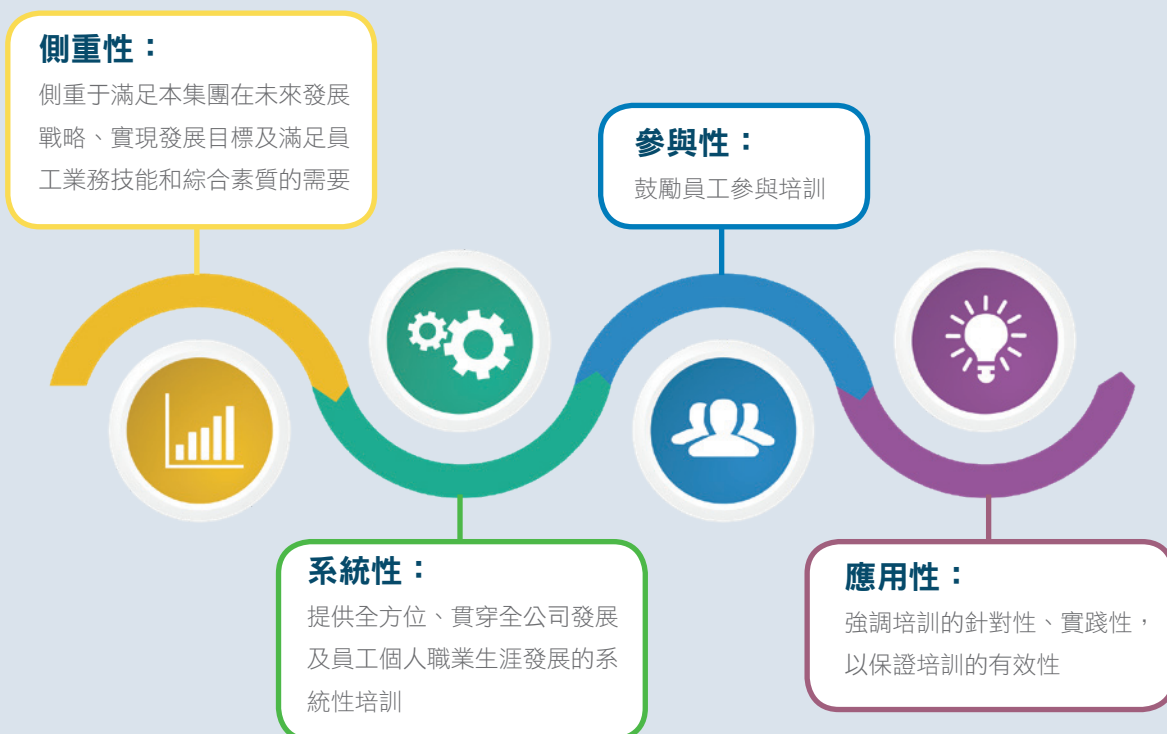 側重性：
側重于滿足本集團在未來發展
戰略、實現發展目標及滿足員
工業務技能和綜合素質的需要
參與性：
鼓勵員工參與培訓
系統性：
提供全方位、貫穿全公司發展
及員工個人職業生涯發展的系
統性培訓
應用性：
強調培訓的針對性、實踐性，
以保證培訓的有效性